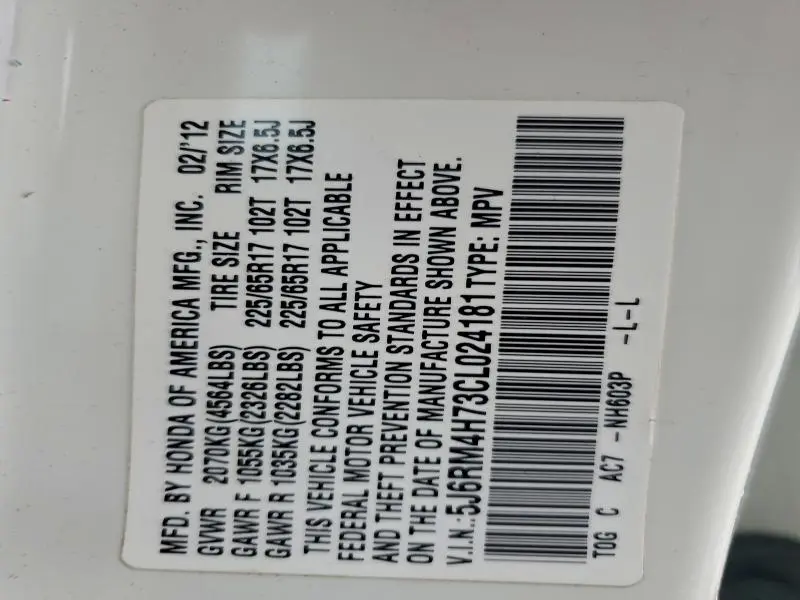 MFD. BY HONDA OF AMERICA MFG., INC. 02/'12
GVWR 2070KG(4564LBS) TIRE SIZE RIM SIZE
GAWR F 1055KG(2326LBS) 225/65R17 102T 17X6.5J
GAWR R 1035KG(2282LBS) 225/65R17 102T 17X6.5J
THIS VEHICLE CONFORMS TO ALL APPLICABLE
FEDERAL MOTOR VEHICLE SAFETY
AND THEFT PREVENTION STANDARDS IN EFFECT
ON THE DATE OF MANUFACTURE SHOWN ABOVE.
V.I.N.:5J6RM4H73CL024181TYPE: MPV
T0G C AC7 -NH603P -L-L